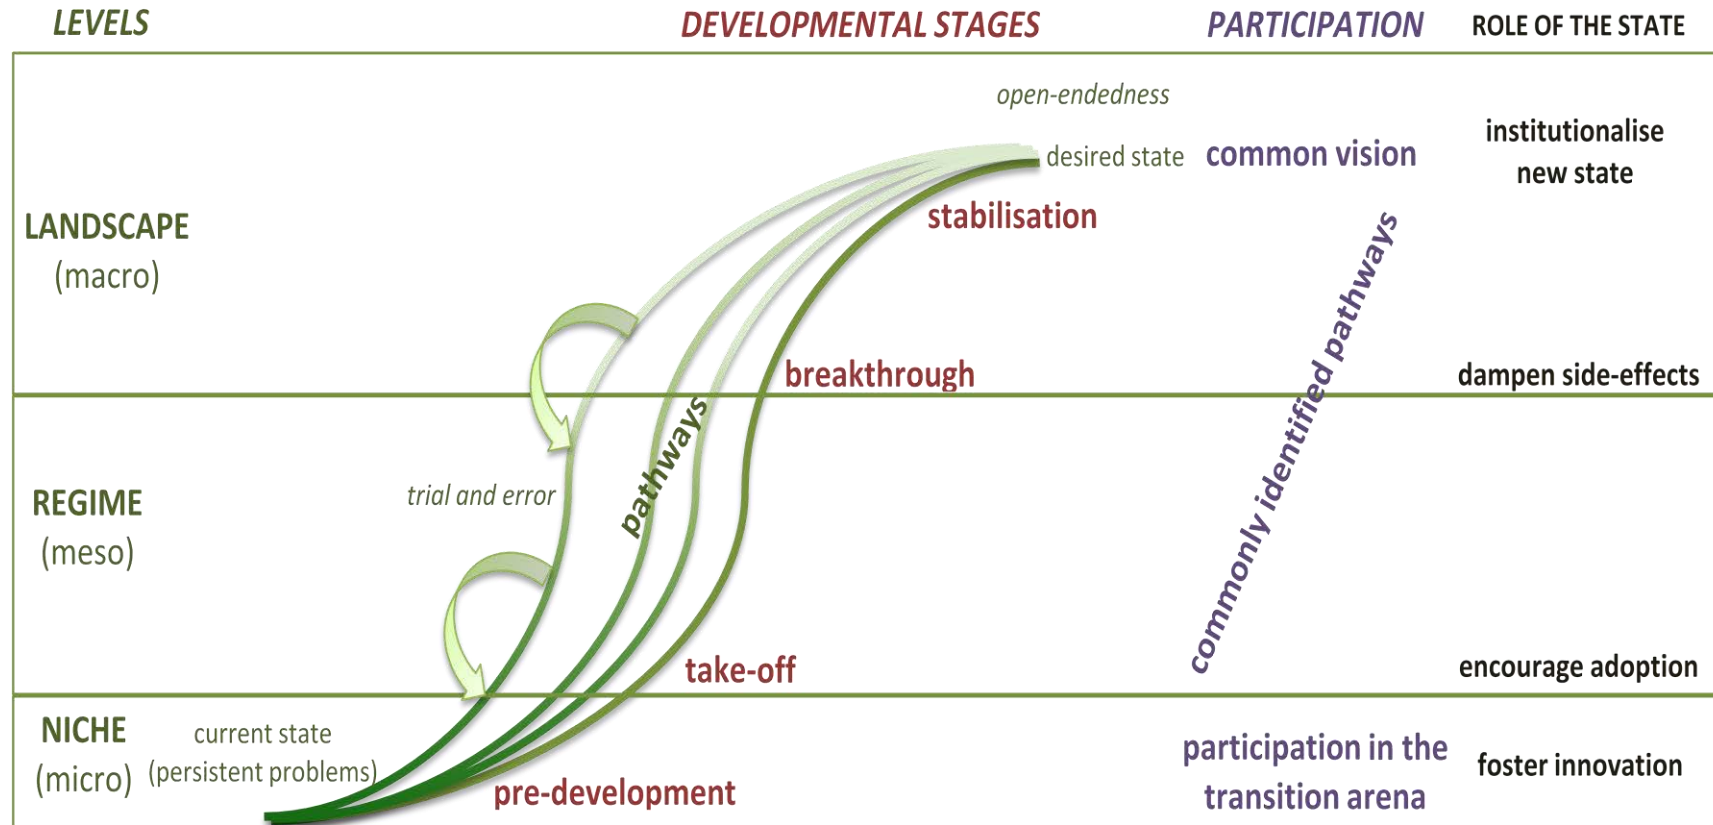 LEVELS
DEVELOPMENTAL STAGES
PARTICIPATION
ROLE OF THE STATE
open-endedness
desired state
common vision
institutionalise
new state
stabilisation
LANDSCAPE
(macro)
breakthrough
dampen side-effects
pathways
commonly identified pathways
trial and error
REGIME
(meso)
take-off
encourage adoption
NICHE
(micro)
current state
(persistent problems)
pre-development
participation in the
transition arena
foster innovation